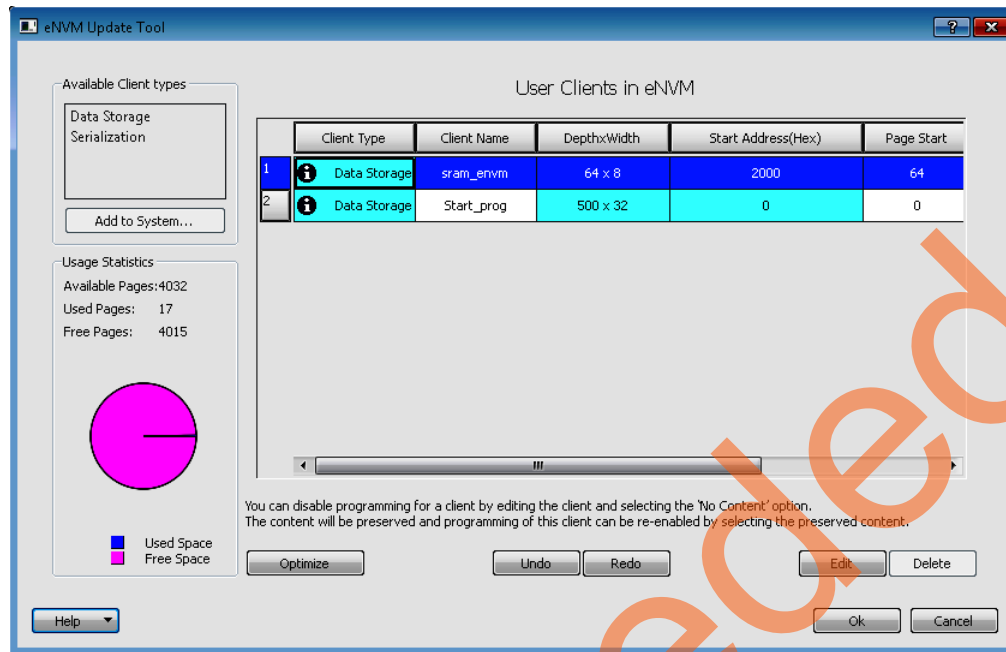 eNVM Update Tool
Available Client types
Data Storage
Serialization
Add to System...
Usage Statistics
Available Pages:4032
Used Pages: 17
Free Pages: 4015
Used Space
Free Space
User Clients in eNVM
Client Type Client Name DepthxWidth Start Address(Hex) Page Start
1 Data Storage sram_envm 64 x 8 2000 64
2 Data Storage Start_prog 500 x 32 0 0
You can disable programming for a client by editing the client and selecting the 'No Content' option.
The content will be preserved and programming of this client can be re-enabled by selecting the preserved content.
Optimize Undo Redo Edit Delete
Help Ok Cancel
ded